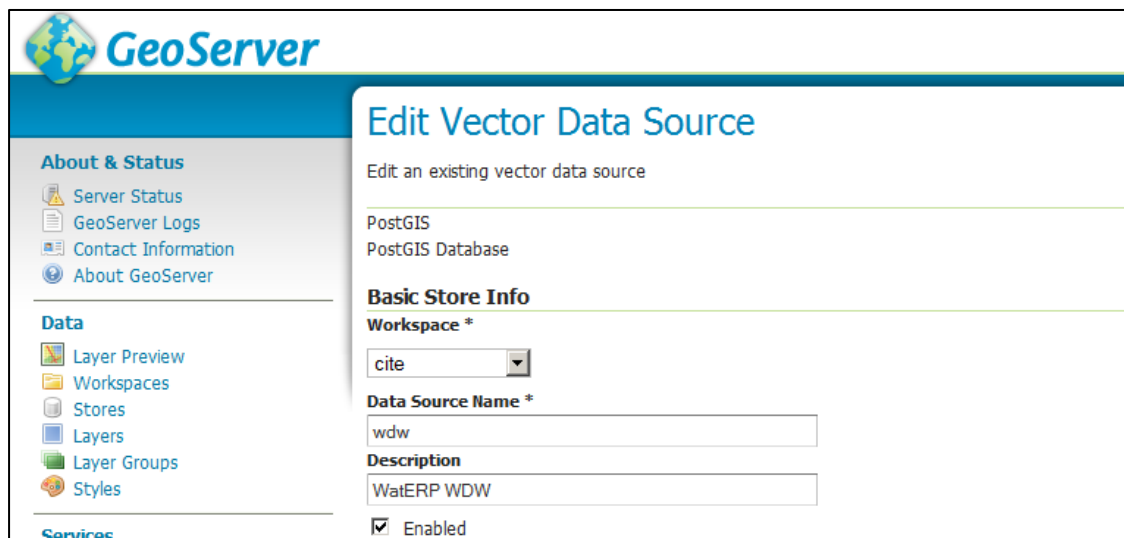 GeoServer
About & Status
Server Status
GeoServer Logs
Contact Information
About GeoServer
Data
Layer Preview
Workspaces
Stores
Layers
Layer Groups
Styles
Services
Edit Vector Data Source
Edit an existing vector data source
PostGIS
PostGIS Database
Basic Store Info
Workspace *
cite
Data Source Name *
wdw
Description
WatERP WDW
Enabled